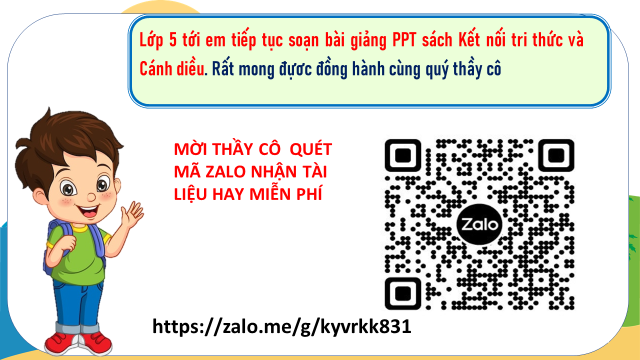 Lớp 5 tới em tiếp tục soạn bài giảng PPT sách Kết nối tri thức và
Cánh diều. Rất mong được đồng hành cùng quý thầy cô
MỜI THẦY CÔ QUÉT
MÃ ZALO NHẬN TÀI
LIỆU HAY MIỄN PHÍ
Zalo
https://zalo.me/g/kyvrkk831